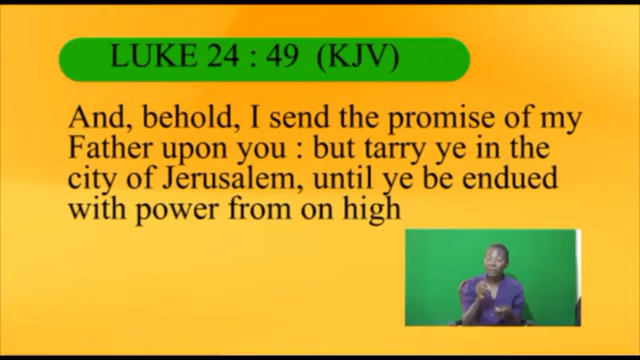 LUKE 24 : 49 (KJV)
And, behold, I send the promise of my
Father upon you : but tarry ye in the
city of Jerusalem, until ye be endued
with power from on high